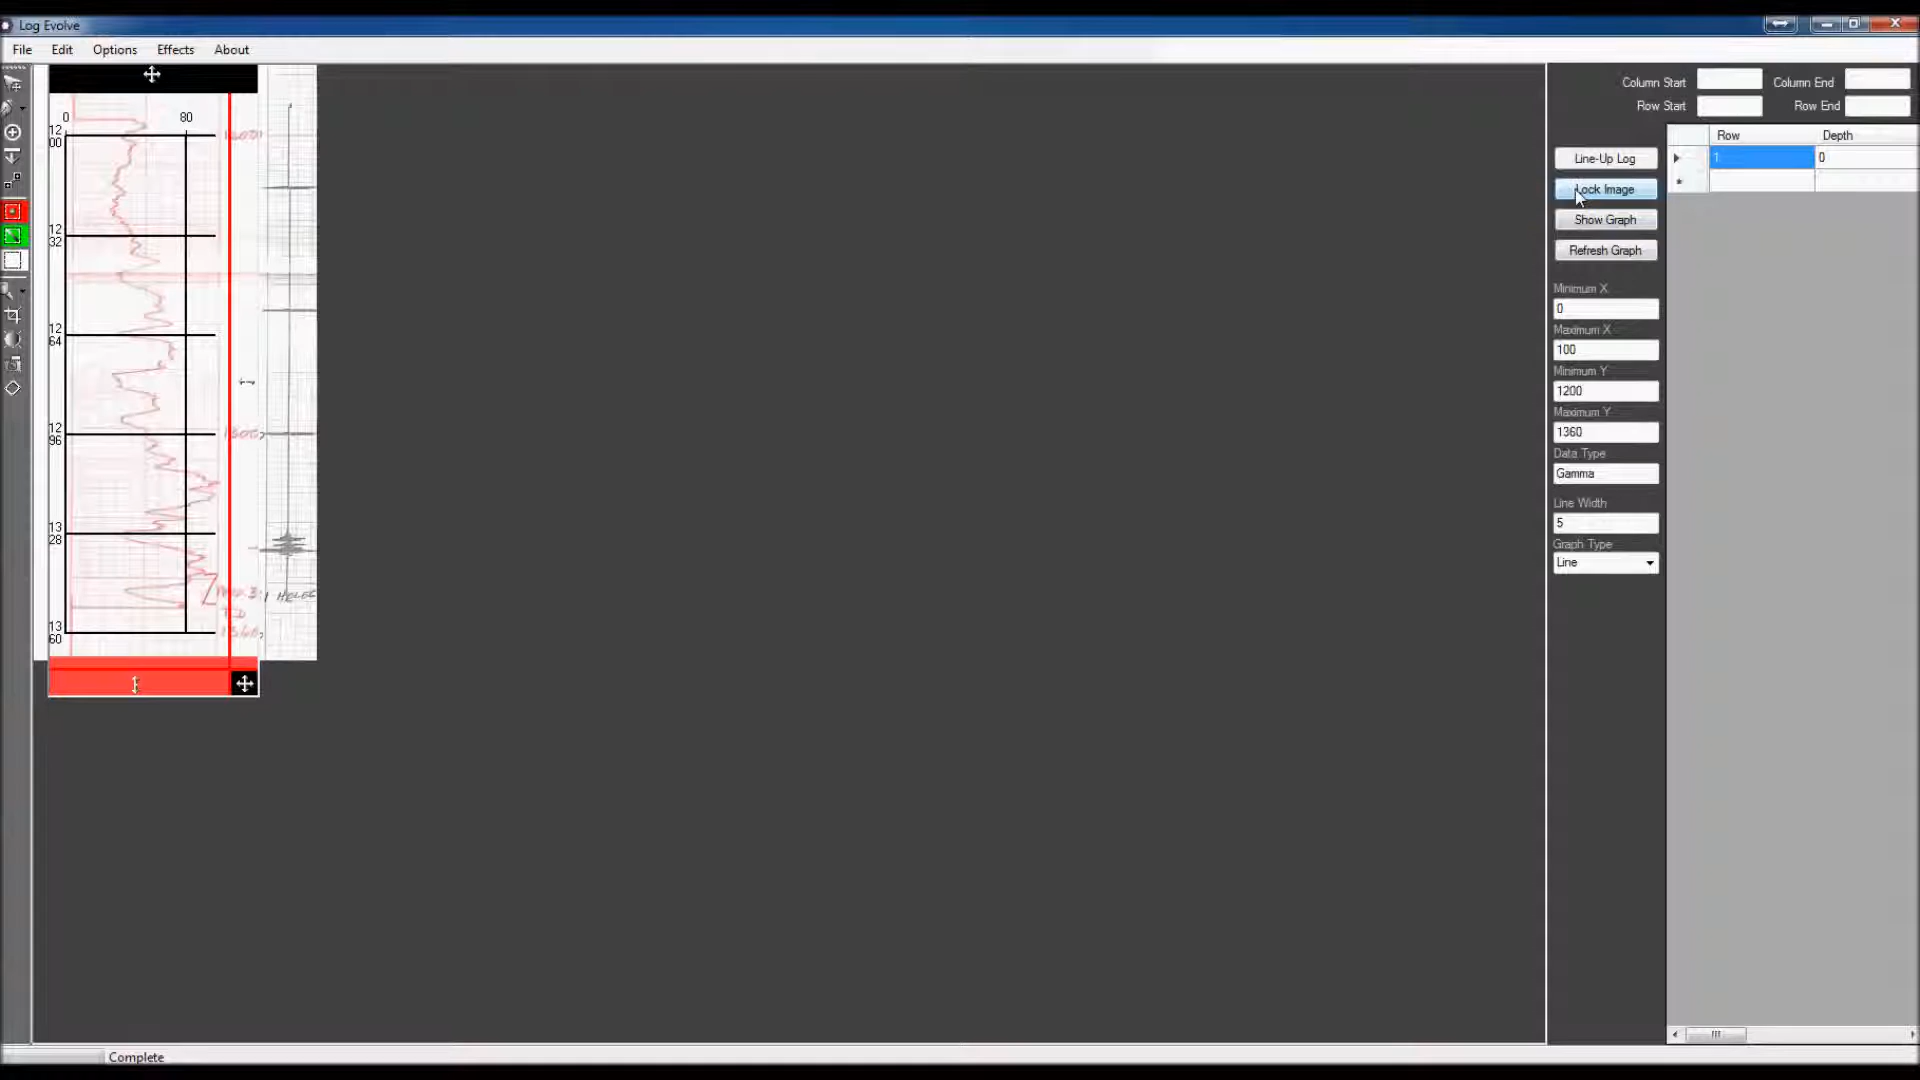 Log Evolve
File Edit Options Effects About
Column Start Column End
Row Start Row End
Row Depth
1 0
Line-Up Log
Lock Image
Show Graph
Refresh Graph
Minimum X
0
Maximum X
100
Minimum Y
1200
Maximum Y
1360
Data Type
Gamma
Line Width
5
Graph Type
Line
0 80
12
00
12
32
12
64
12
96
1300
13
28
13
60
1360
TD
Complete